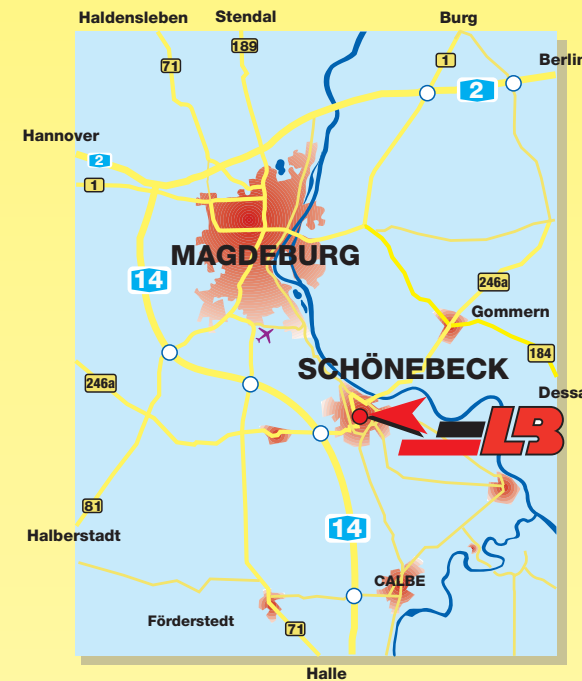 Haldensleben Stendal Burg
189
71
1
Berlin
2
Hannover
2
1
MAGDEBURG
14
246a
Gommern
184
SCHÖNEBECK
246a
Dessa
LB
81
Halberstadt
14
CALBE
Förderstedt
71
Halle